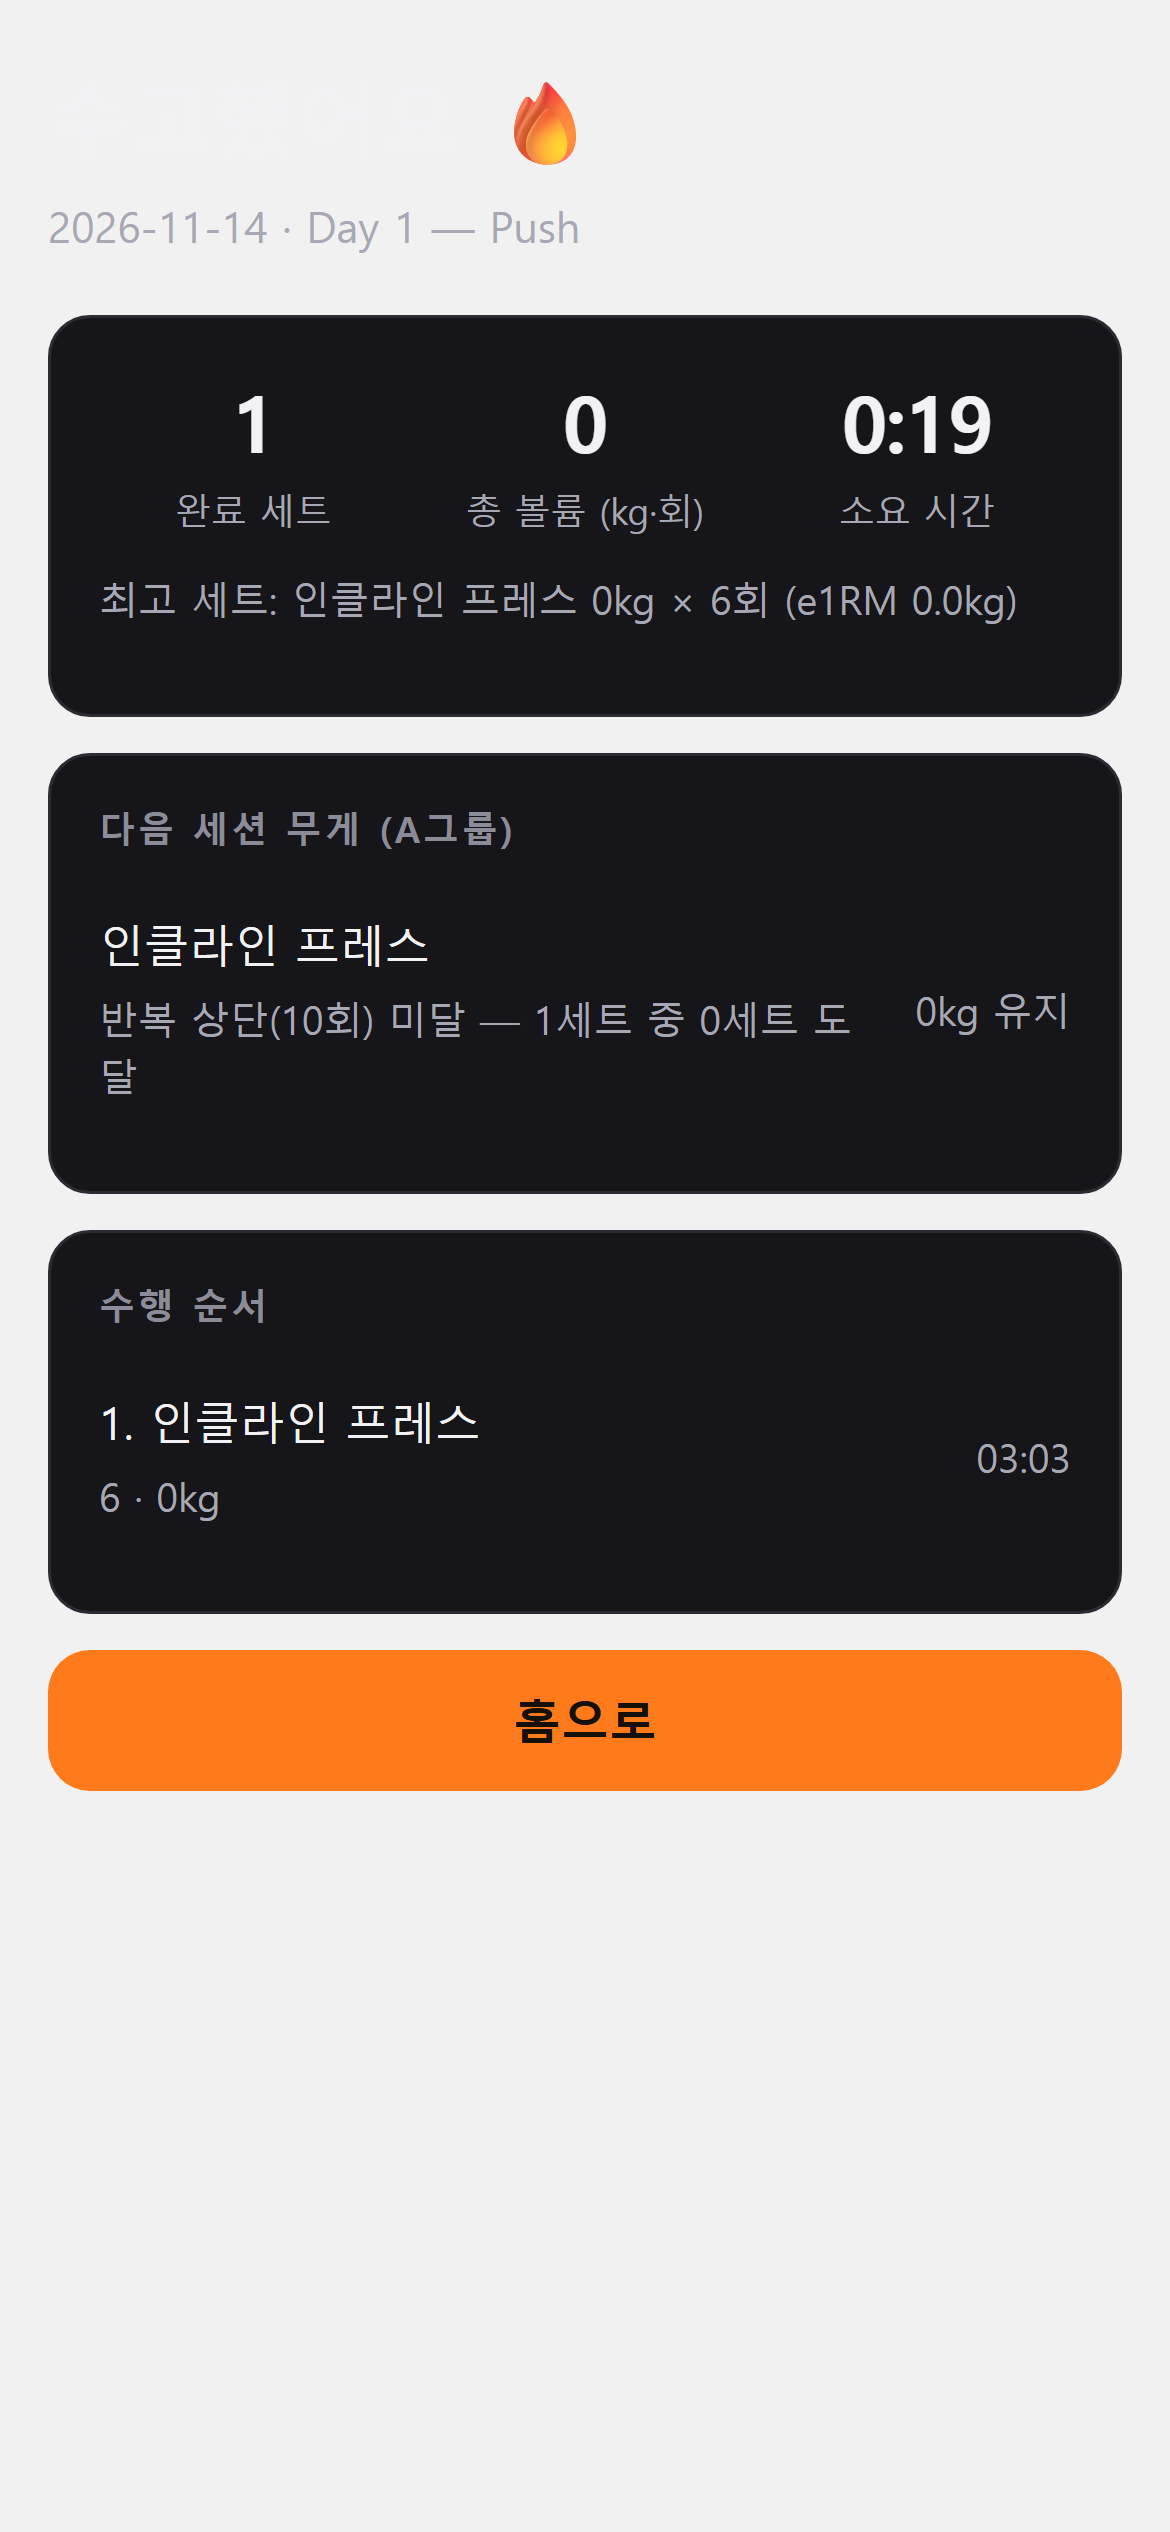 수고했어요 🔥
2026-11-14 · Day 1 — Push
1 0 0:19
완료 세트 총 볼륨 (kg·회) 소요 시간
최고 세트: 인클라인 프레스 0kg × 6회 (e1RM 0.0kg)
다음 세션 무게 (A그룹)
인클라인 프레스
반복 상단(10회) 미달 — 1세트 중 0세트 도
달
0kg 유지
수행 순서
1. 인클라인 프레스
6 · 0kg
03:03
홈으로